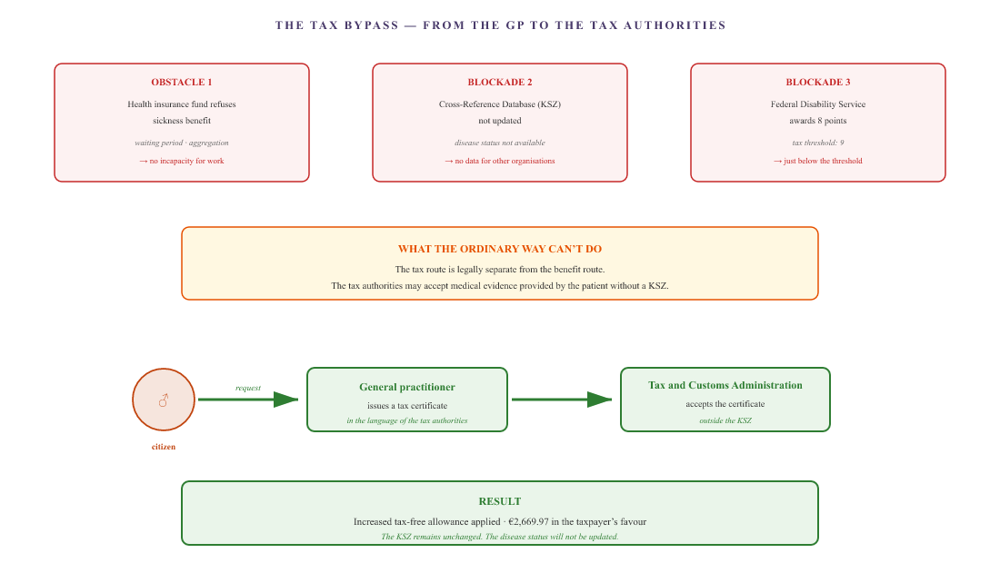 THE TAX BYPASS — FROM THE GP TO THE TAX AUTHORITIES
OBSTACLE 1
Health insurance fund refuses
sickness benefit
waiting period · aggregation
→ no incapacity for work
BLOCKADE 2
Cross-Reference Database (KSZ)
not updated
disease status not available
→ no data for other organisations
BLOCKADE 3
Federal Disability Service
awards 8 points
tax threshold: 9
→ just below the threshold
WHAT THE ORDINARY WAY CAN’T DO
The tax route is legally separate from the benefit route.
The tax authorities may accept medical evidence provided by the patient without a KSZ.
♂
citizen
request
General practitioner
issues a tax certificate
in the language of the tax authorities
Tax and Customs Administration
accepts the certificate
outside the KSZ
RESULT
Increased tax-free allowance applied · €2,669.97 in the taxpayer’s favour
The KSZ remains unchanged. The disease status will not be updated.